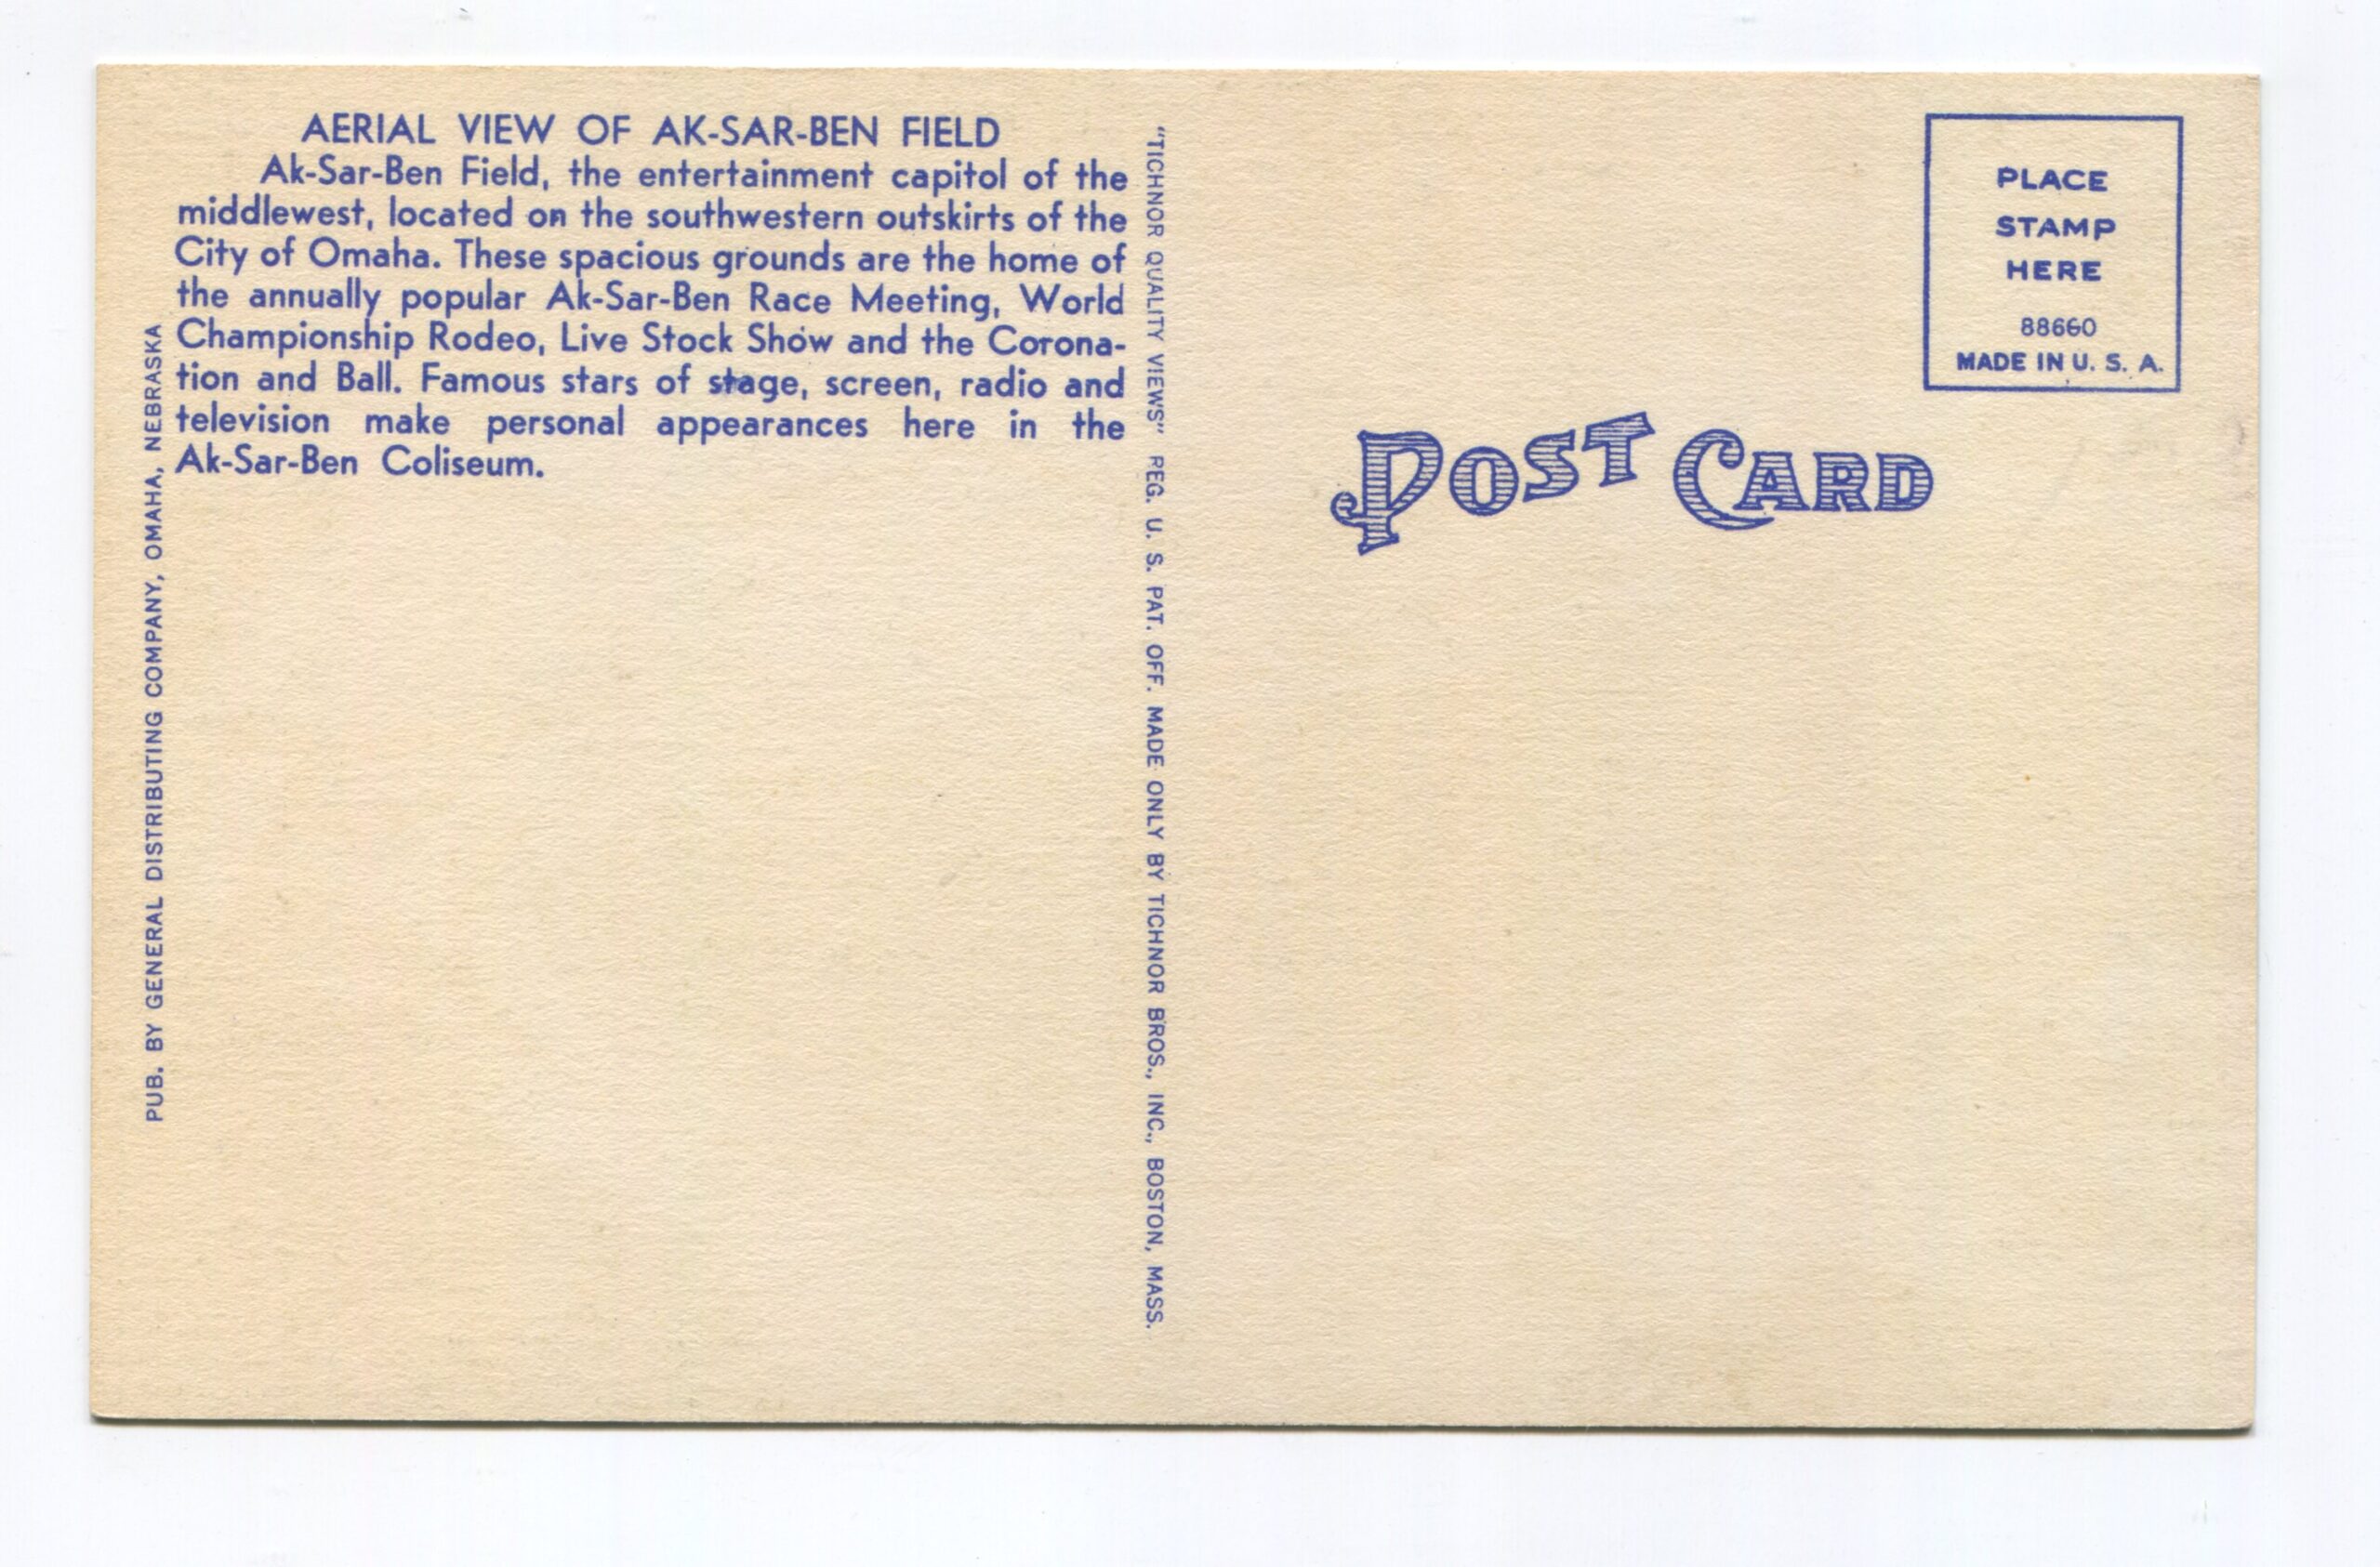 AERIAL VIEW OF AK-SAR-BEN FIELD
Ak-Sar-Ben Field, the entertainment capitol of the
middlewest, located on the southwestern outskirts of the
City of Omaha. These spacious grounds are the home of
the annually popular Ak-Sar-Ben Race Meeting, World
Championship Rodeo, Live Stock Show and the Corona-
tion and Ball. Famous stars of stage, screen, radio and
television make personal appearances here in the
Ak-Sar-Ben Coliseum.
PUB. BY GENERAL DISTRIBUTING COMPANY, OMAHA, NEBRASKA
"TICHNOR QUALITY VIEWS" REG. U. S. PAT. OFF. MADE ONLY BY TICHNOR BROS., INC., BOSTON, MASS.
POST CARD
PLACE
STAMP
HERE
88660
MADE IN U. S. A.